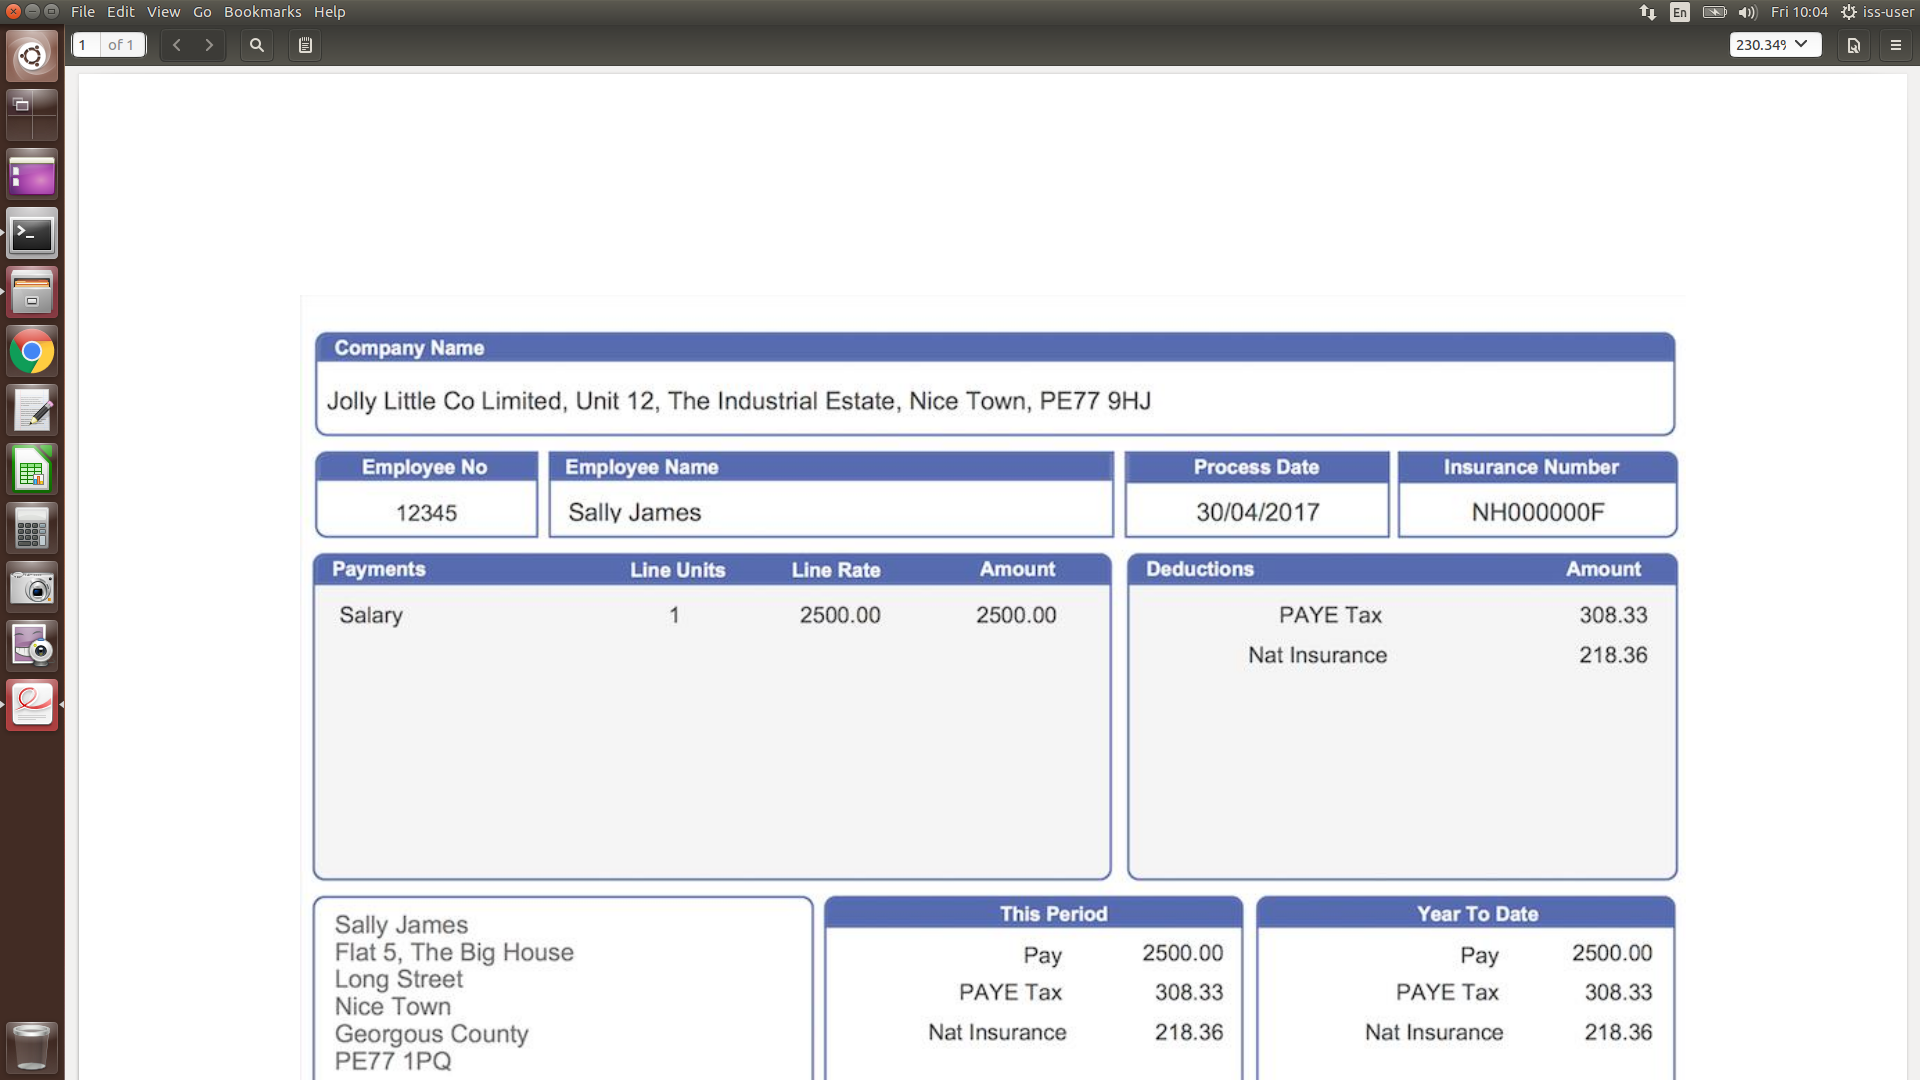 File Edit View Go Bookmarks Help
En
Fri 10:04
iss-user
1 of 1
230.34%
Company Name
Jolly Little Co Limited, Unit 12, The Industrial Estate, Nice Town, PE77 9HJ
Employee No Employee Name Process Date Insurance Number
12345 Sally James 30/04/2017 NH000000F
Payments Line Units Line Rate Amount Deductions Amount
Salary 1 2500.00 2500.00 PAYE Tax 308.33
Nat Insurance 218.36
Sally James
Flat 5, The Big House
Long Street
Nice Town
Georgous County
PE77 1PQ
This Period
Pay 2500.00
PAYE Tax 308.33
Nat Insurance 218.36
Year To Date
Pay 2500.00
PAYE Tax 308.33
Nat Insurance 218.36